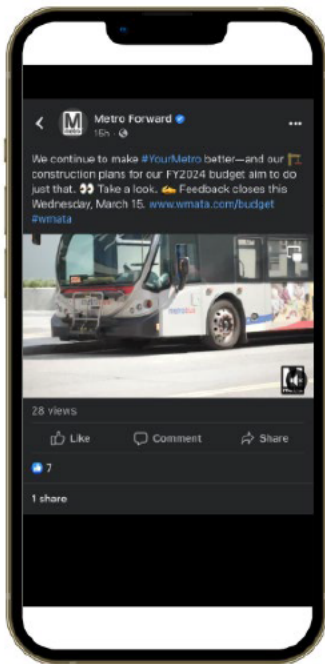 Metro Forward
15h
We continue to make #YourMetro better—and our 🏗️
construction plans for our FY2024 budget aim to do
just that. 👀 Take a look. ✍️ Feedback closes this
Wednesday, March 15. www.wmata.com/budget
#wmata
M
metro
28 views
Like
Comment
Share
7
1 share